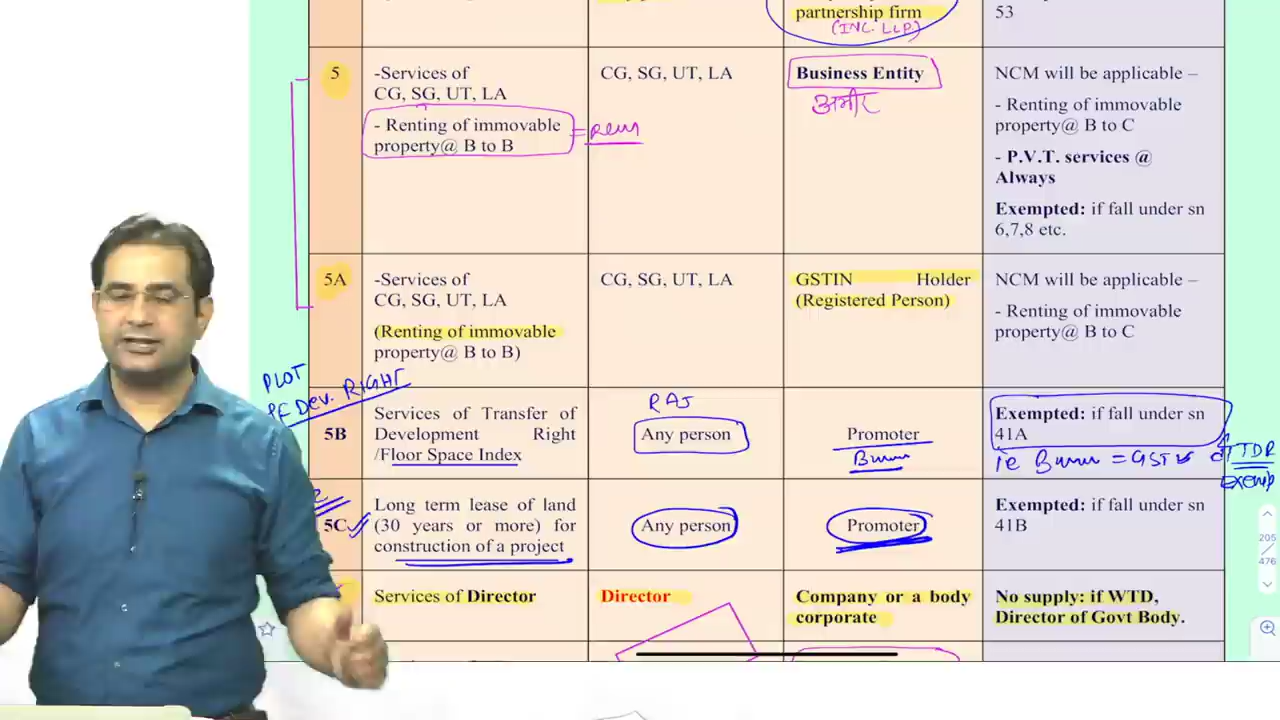 partnership firm
53
(INC. LLP.)
5
-Services of
CG, SG, UT, LA
- Renting of immovable
property@ B to B
CG, SG, UT, LA
Business Entity
NCM will be applicable –
- Renting of immovable
property@ B to C
- P.V.T. services @
Always
Exempted: if fall under sn
6,7,8 etc.
5A
-Services of
CG, SG, UT, LA
(Renting of immovable
property@ B to B)
CG, SG, UT, LA
GSTIN Holder
(Registered Person)
NCM will be applicable –
- Renting of immovable
property@ B to C
PLOT
Dev. RIGHT
5B
Services of Transfer of
Development Right
/Floor Space Index
RAJ
Any person
Promoter
Exempted: if fall under sn
41A
ie = GST
TDR
5C
Long term lease of land
(30 years or more) for
construction of a project
Any person
Promoter
Exempted: if fall under sn
41B
Services of Director
Director
Company or a body
corporate
No supply: if WTD,
Director of Govt Body.
205
/
476